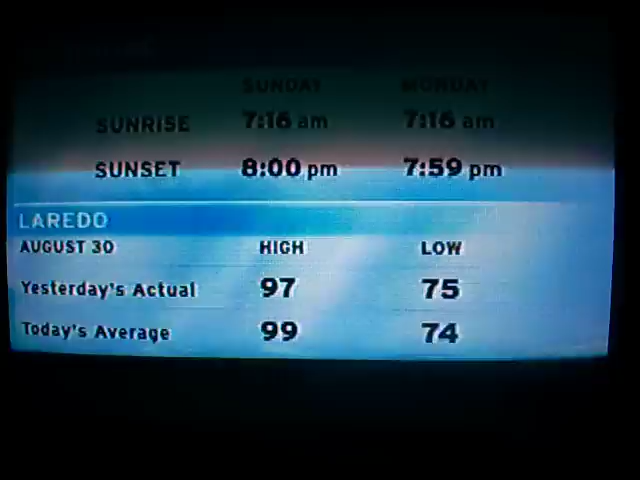 SUNDAY MONDAY
SUNRISE 7:16 am 7:16 am
SUNSET 8:00 pm 7:59 pm
LAREDO
AUGUST 30 HIGH LOW
Yesterday's Actual 97 75
Today's Average 99 74